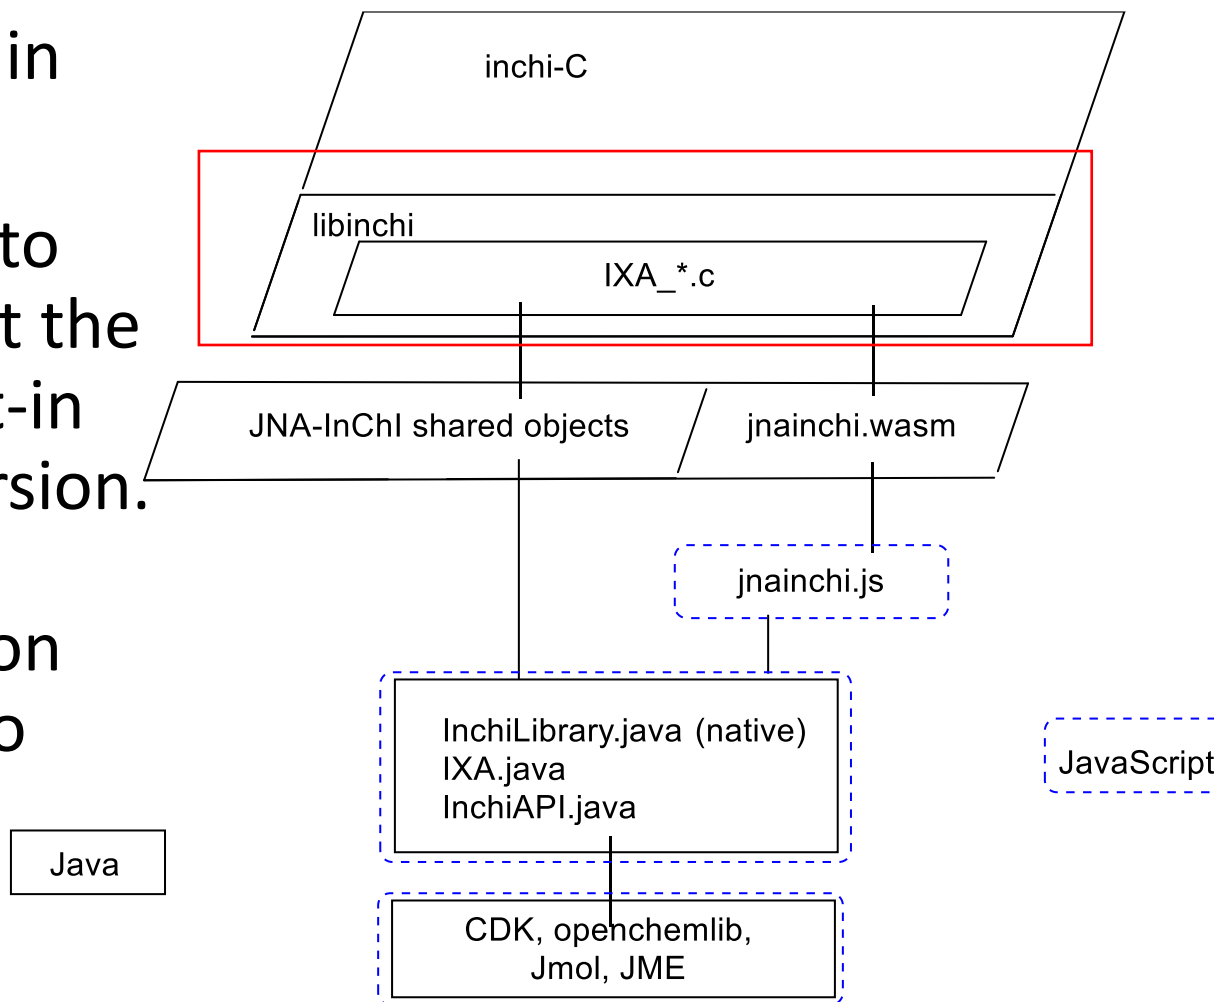 in
to
t the
t-in
rsion.
on
o
inchi-C
libinchi
IXA_*.c
JNA-InChI shared objects
jnainchi.wasm
jnainchi.js
InchiLibrary.java (native)
IXA.java
InchiAPI.java
JavaScript
Java
CDK, openchemlib,
Jmol, JME